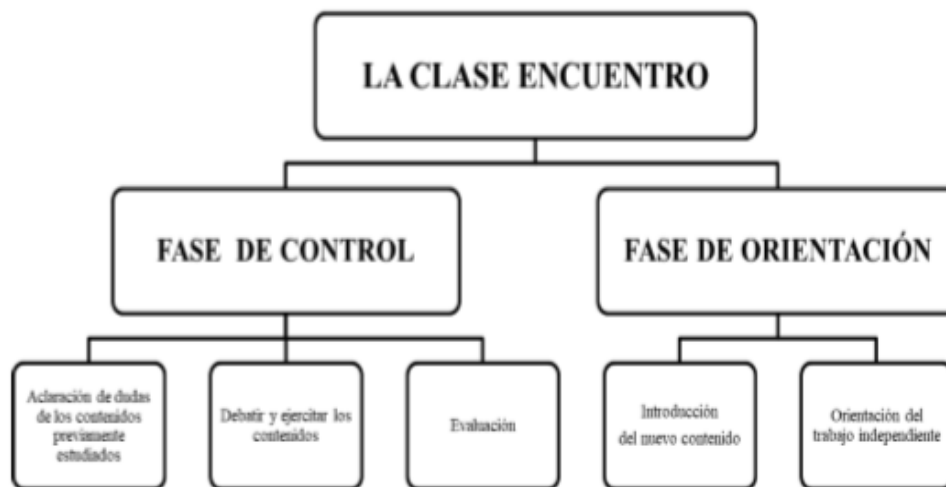 LA CLASE ENCUENTRO
FASE DE CONTROL
FASE DE ORIENTACIÓN
Aclaración de dudas
de los contenidos
previamente
estudiados
Debatir y ejercitar los
contenidos
Evaluación
Introducción
del nuevo contenido
Orientación del
trabajo independiente